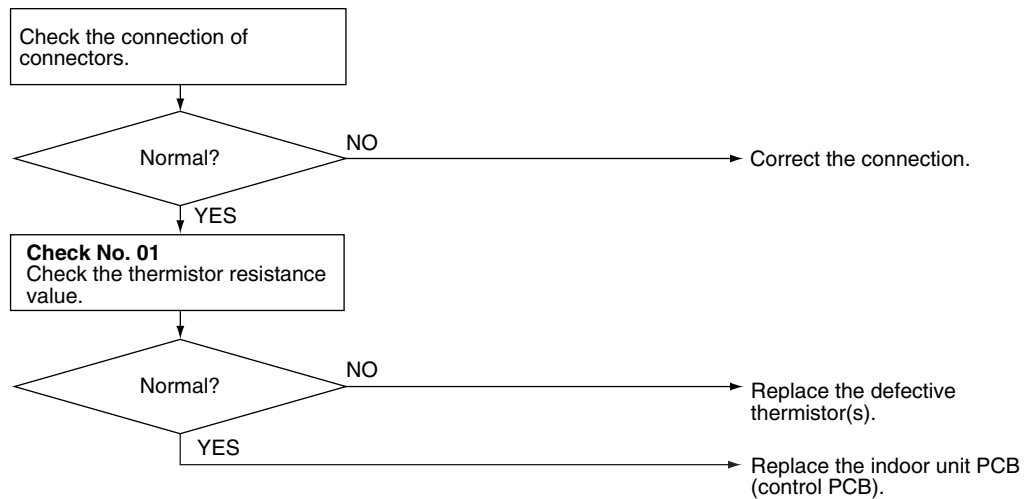 Check the connection of
connectors.
Normal?
NO
Correct the connection.
YES
Check No. 01
Check the thermistor resistance
value.
Normal?
NO
Replace the defective
thermistor(s).
YES
Replace the indoor unit PCB
(control PCB).